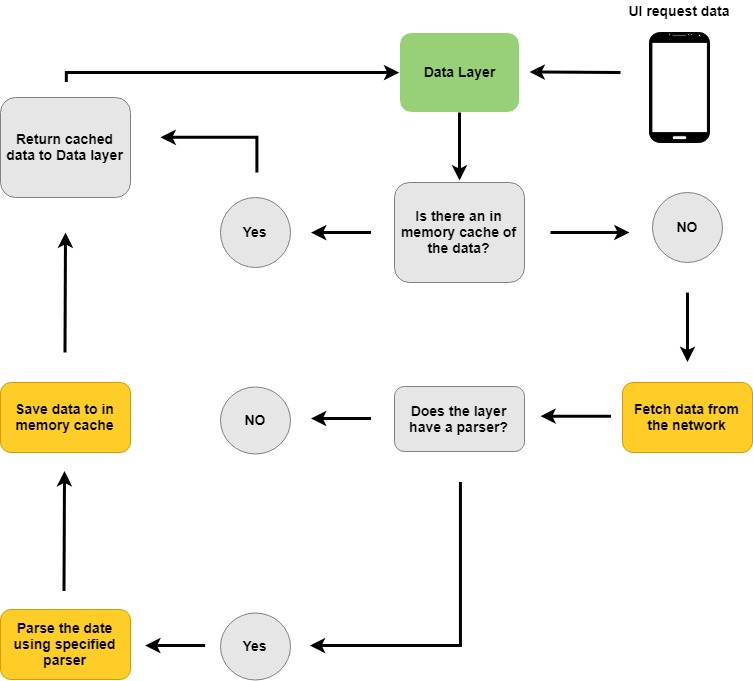 UI request data
Data Layer
Return cached
data to Data layer
Is there an in
memory cache of
the data?
Yes
NO
Save data to in
memory cache
NO
Does the layer
have a parser?
Fetch data from
the network
Parse the date
using specified
parser
Yes